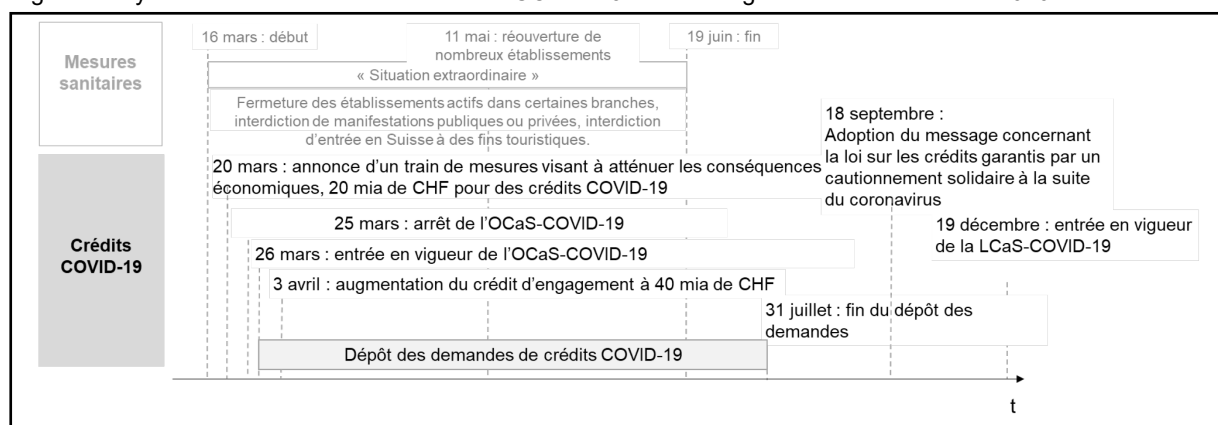 Mesures
sanitaires
16 mars : début
11 mai : réouverture de
nombreux établissements
19 juin : fin
« Situation extraordinaire »
Fermeture des établissements actifs dans certaines branches,
interdiction de manifestations publiques ou privées, interdiction
d'entrée en Suisse à des fins touristiques.
Crédits
COVID-19
20 mars : annonce d'un train de mesures visant à atténuer les conséquences
économiques, 20 mia de CHF pour des crédits COVID-19
25 mars : arrêt de l'OCaS-COVID-19
26 mars : entrée en vigueur de l'OCaS-COVID-19
3 avril : augmentation du crédit d'engagement à 40 mia de CHF
31 juillet : fin du dépôt des
demandes
18 septembre :
Adoption du message concernant
la loi sur les crédits garantis par un
cautionnement solidaire à la suite
du coronavirus
19 décembre : entrée en vigueur
de la LCaS-COVID-19
Dépôt des demandes de crédits COVID-19
t